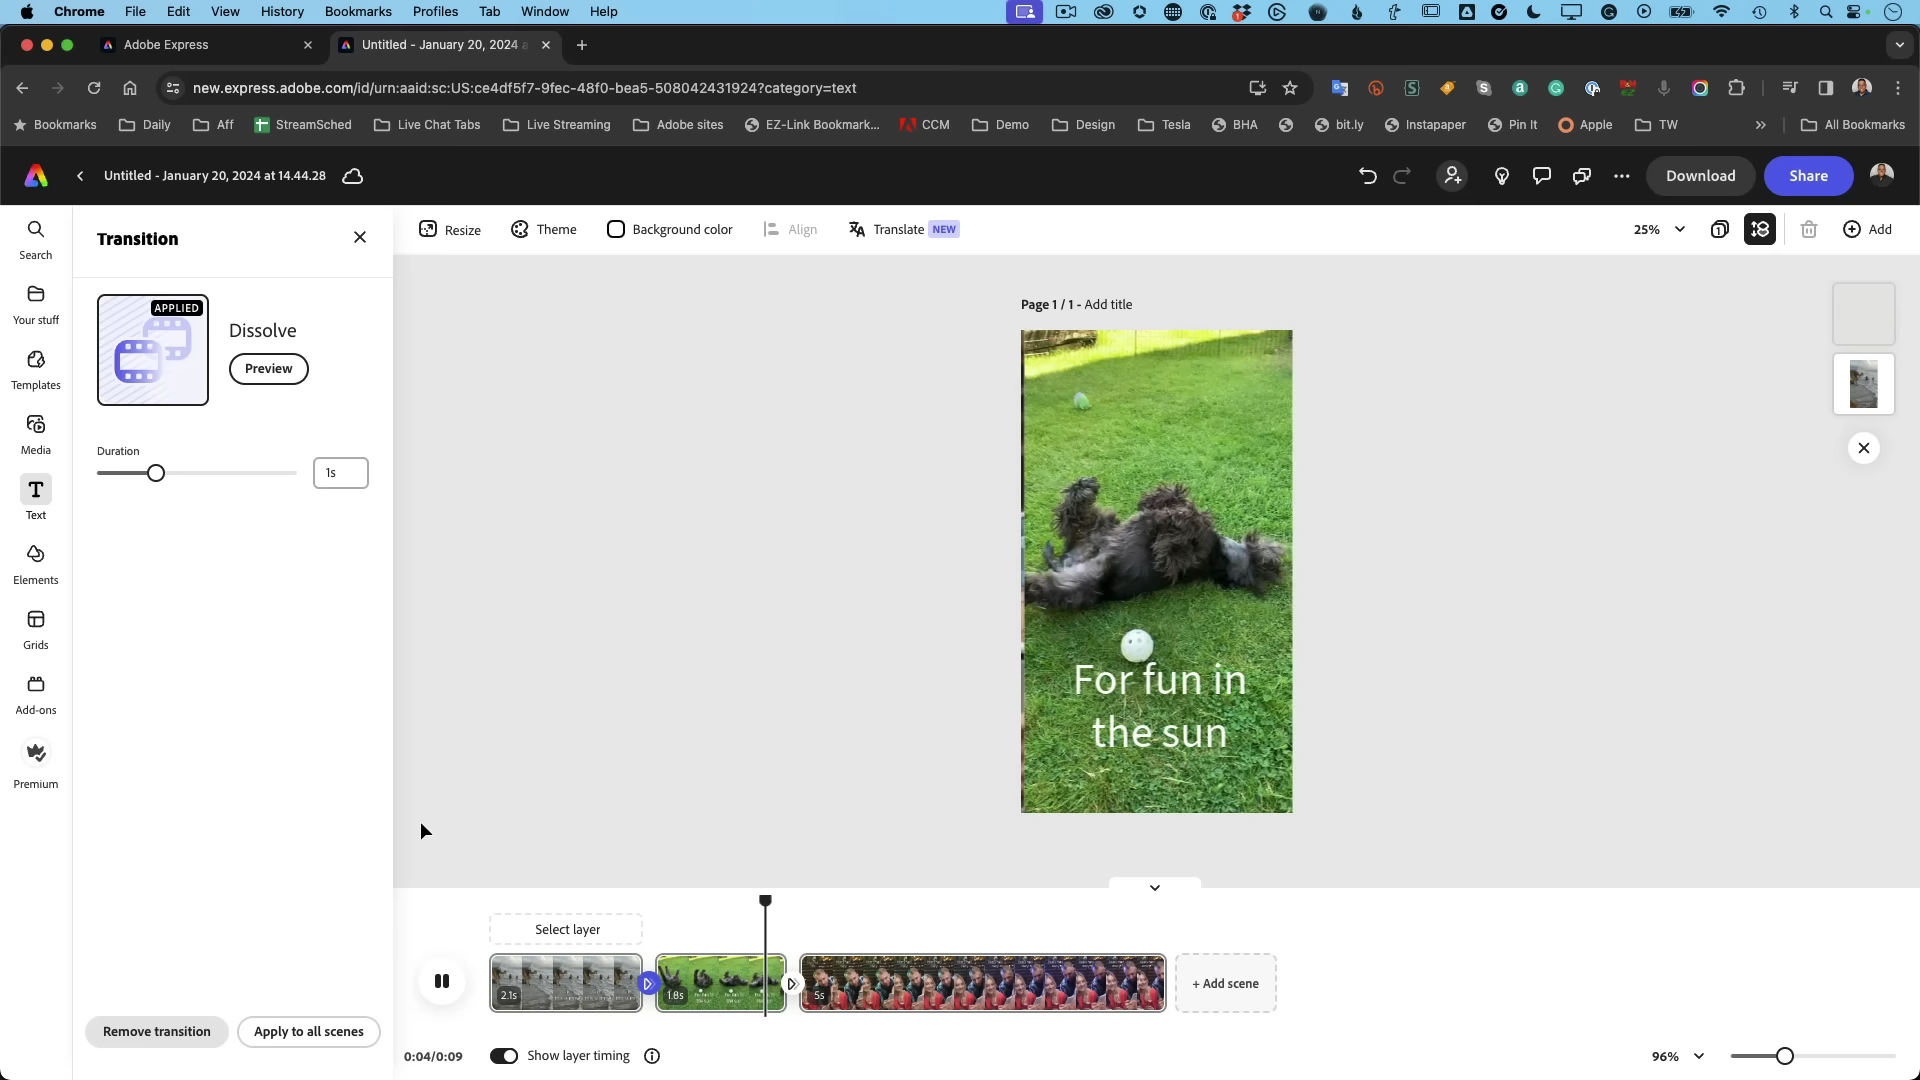 Chrome File Edit View History Bookmarks Profiles Tab Window Help
Adobe Express
Untitled - January 20, 2024 a
new.express.adobe.com/id/urn:aaid:sc:US:ce4df5f7-9fec-48f0-bea5-508042431924?category=text
Bookmarks Daily Aff StreamSched Live Chat Tabs Live Streaming Adobe sites EZ-Link Bookmark... CCM Demo Design Tesla BHA bit.ly Instapaper Pin It Apple TW » All Bookmarks
Untitled - January 20, 2024 at 14.44.28
Download
Share
Search
Your stuff
Templates
Media
Text
Elements
Grids
Add-ons
Premium
Transition
APPLIED
Dissolve
Preview
Duration
1s
Remove transition
Apply to all scenes
Resize Theme Background color Align Translate NEW
25%
1
Add
Page 1 / 1 - Add title
For fun in
the sun
Select layer
2.1s
1.8s
5s
+ Add scene
0:04/0:09
Show layer timing
96%